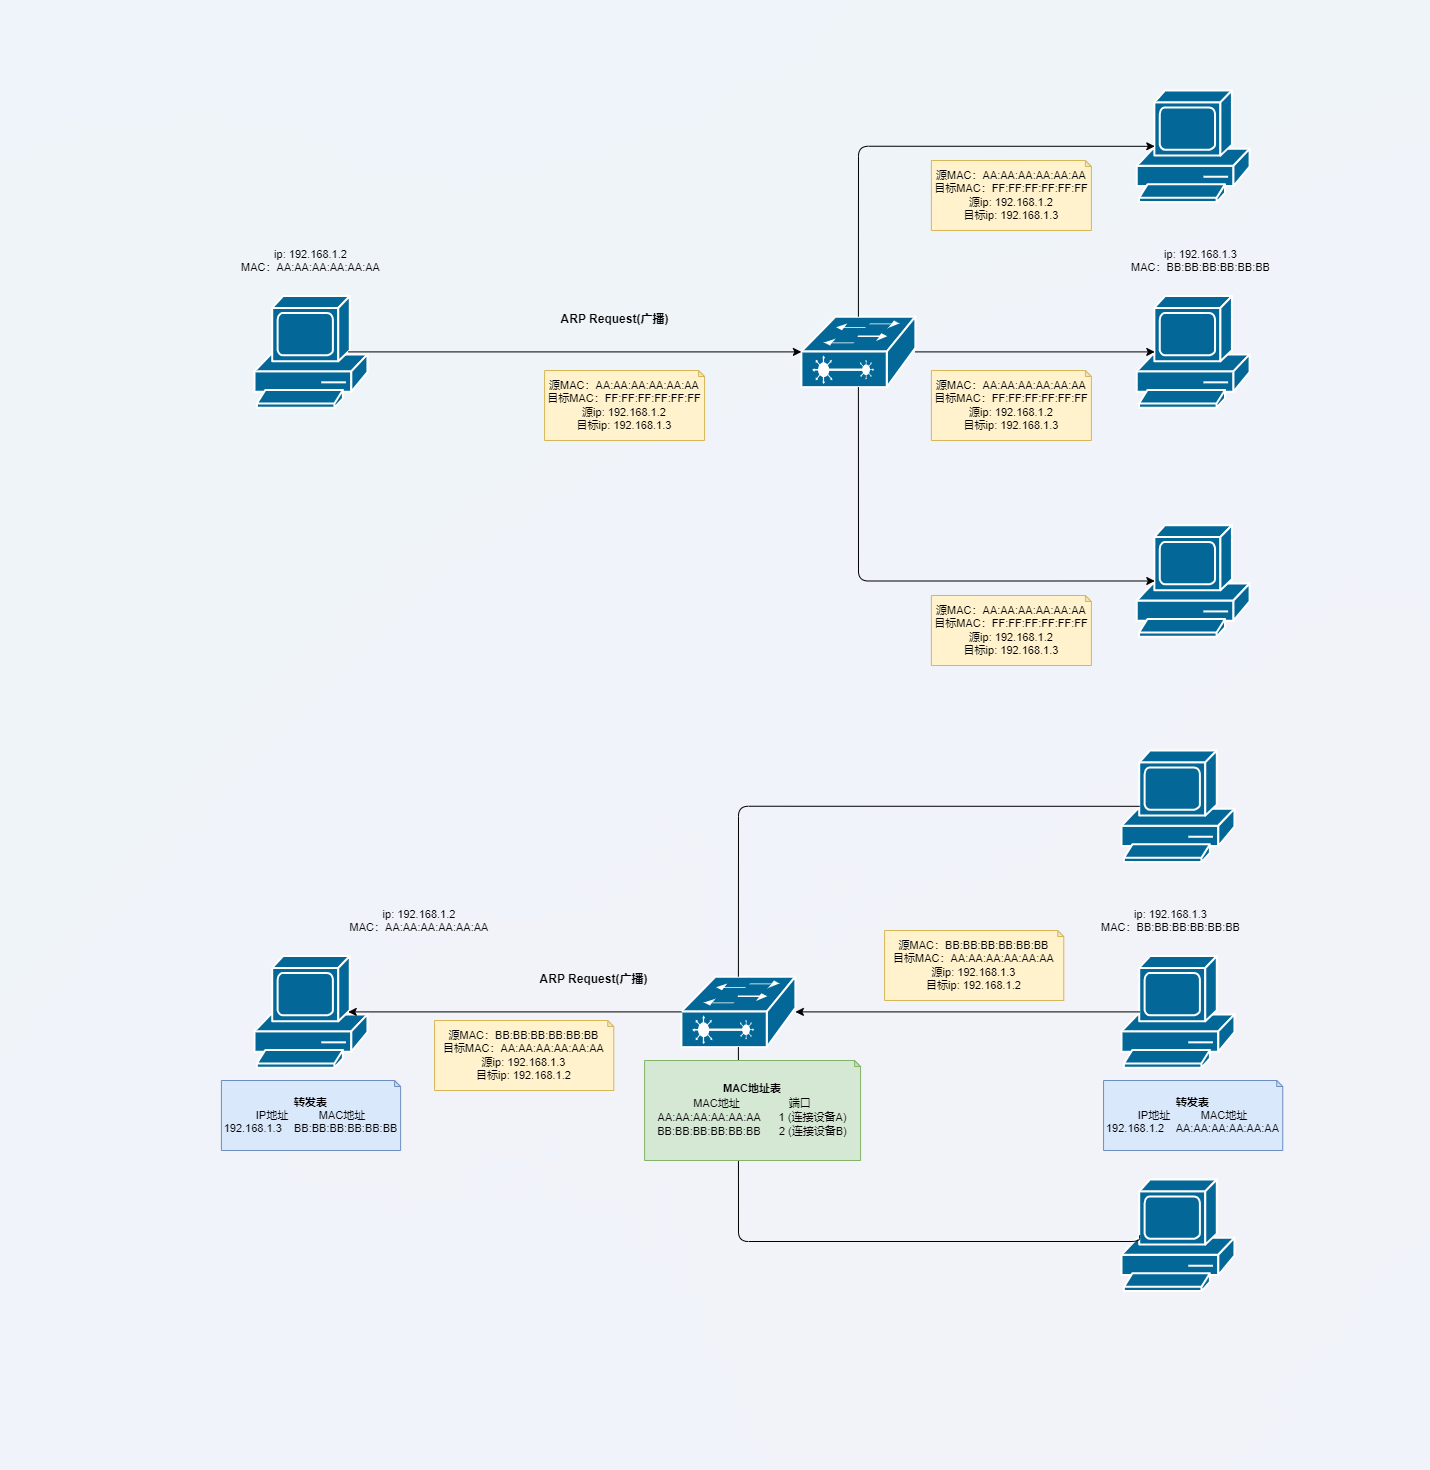 源MAC：AA:AA:AA:AA:AA:AA
目标MAC：FF:FF:FF:FF:FF:FF
源ip: 192.168.1.2
目标ip: 192.168.1.3
ip: 192.168.1.2
MAC：AA:AA:AA:AA:AA:AA
ip: 192.168.1.3
MAC：BB:BB:BB:BB:BB:BB
ARP Request(广播)
源MAC：AA:AA:AA:AA:AA:AA
目标MAC：FF:FF:FF:FF:FF:FF
源ip: 192.168.1.2
目标ip: 192.168.1.3
源MAC：AA:AA:AA:AA:AA:AA
目标MAC：FF:FF:FF:FF:FF:FF
源ip: 192.168.1.2
目标ip: 192.168.1.3
源MAC：AA:AA:AA:AA:AA:AA
目标MAC：FF:FF:FF:FF:FF:FF
源ip: 192.168.1.2
目标ip: 192.168.1.3
ip: 192.168.1.2
MAC：AA:AA:AA:AA:AA:AA
ip: 192.168.1.3
MAC：BB:BB:BB:BB:BB:BB
源MAC：BB:BB:BB:BB:BB:BB
目标MAC：AA:AA:AA:AA:AA:AA
源ip: 192.168.1.3
目标ip: 192.168.1.2
ARP Request(广播)
源MAC：BB:BB:BB:BB:BB:BB
目标MAC：AA:AA:AA:AA:AA:AA
源ip: 192.168.1.3
目标ip: 192.168.1.2
转发表
IP地址 MAC地址
192.168.1.3 BB:BB:BB:BB:BB:BB
MAC地址表
MAC地址 端口
AA:AA:AA:AA:AA:AA 1 (连接设备A)
BB:BB:BB:BB:BB:BB 2 (连接设备B)
转发表
IP地址 MAC地址
192.168.1.2 AA:AA:AA:AA:AA:AA